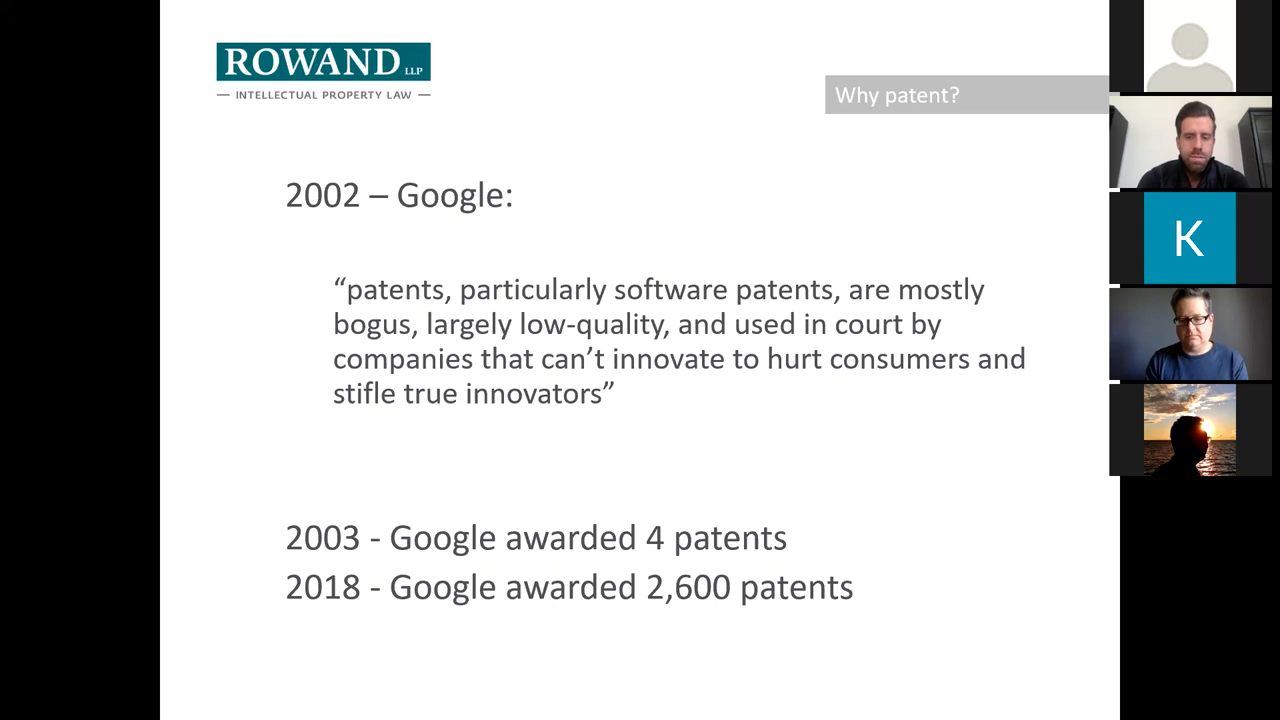 ROWAND LLP
— INTELLECTUAL PROPERTY LAW —
Why patent?
2002 – Google:
“patents, particularly software patents, are mostly
bogus, largely low-quality, and used in court by
companies that can’t innovate to hurt consumers and
stifle true innovators”
2003 - Google awarded 4 patents
2018 - Google awarded 2,600 patents
K